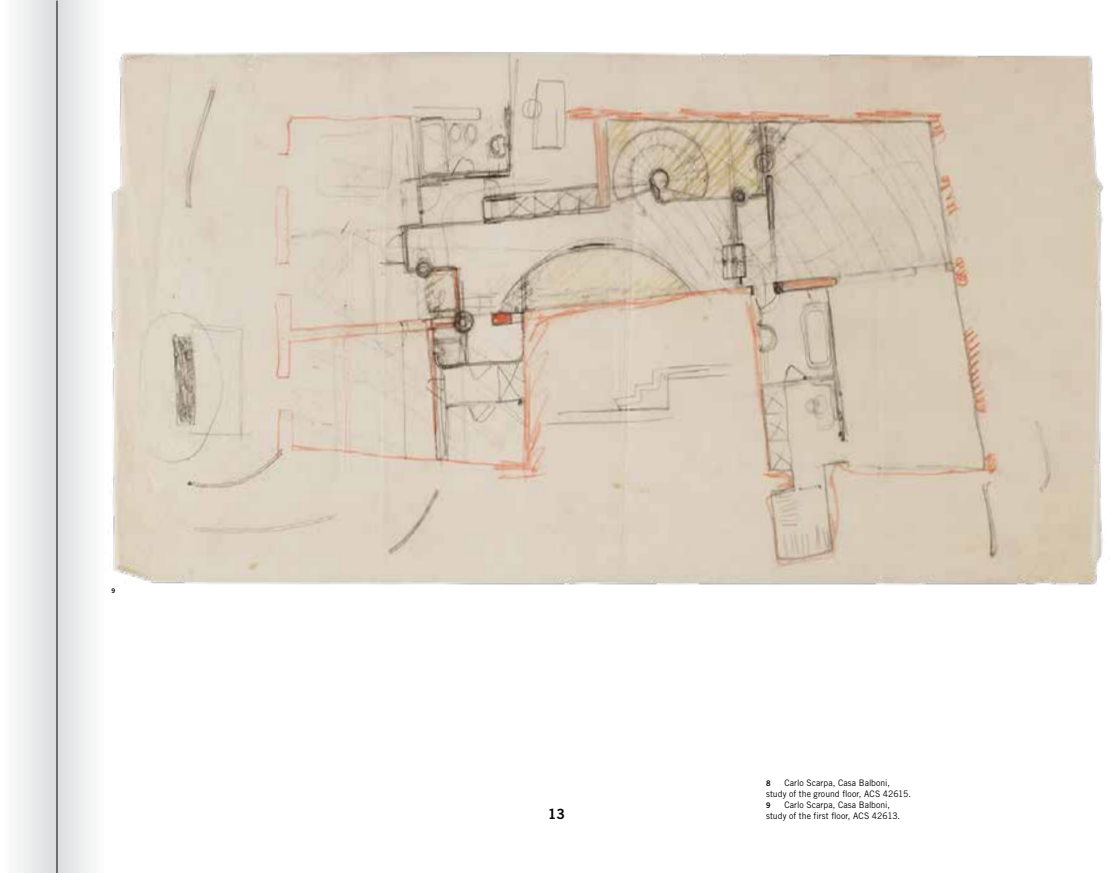 9
8 Carlo Scarpa, Casa Balboni,
study of the ground floor, ACS 42615.
9 Carlo Scarpa, Casa Balboni,
study of the first floor, ACS 42613.
13